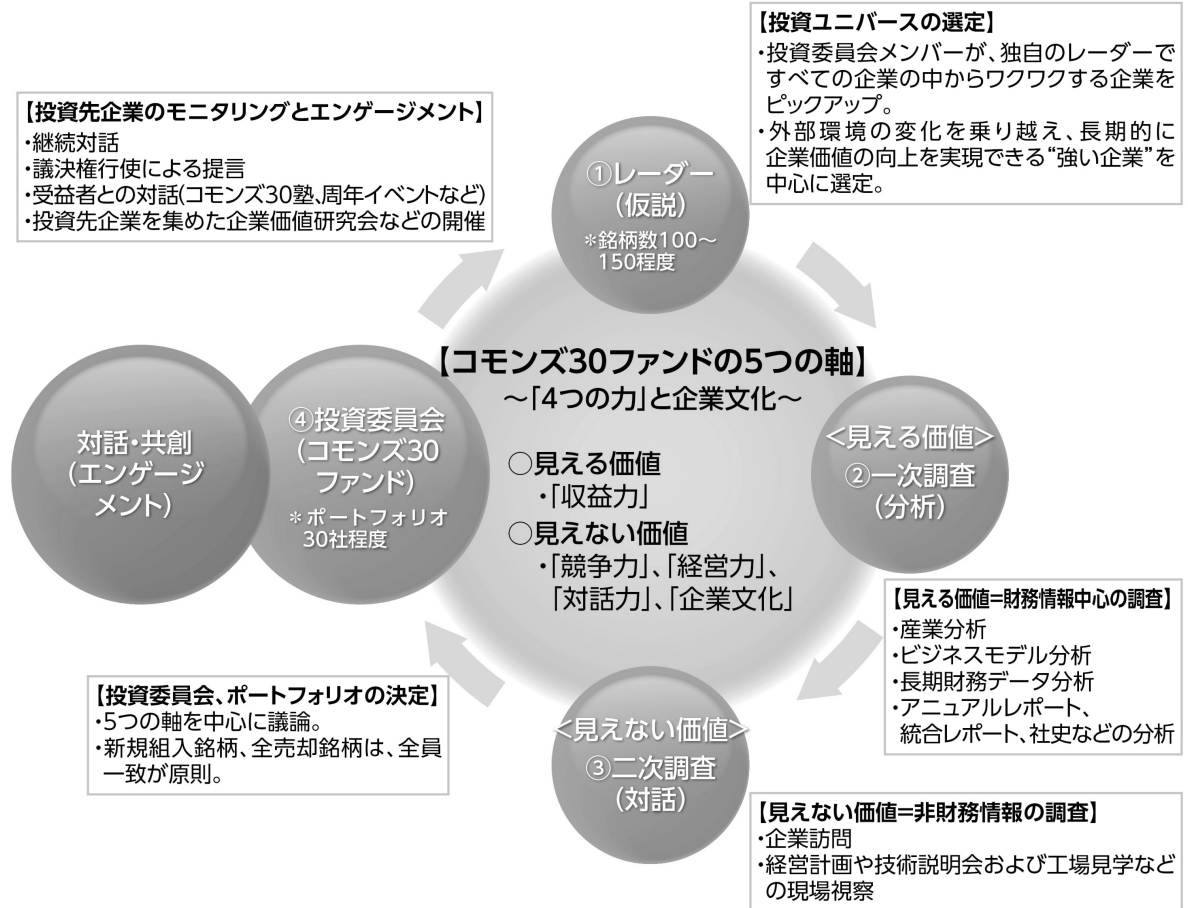 【投資ユニバースの選定】
・投資委員会メンバーが、独自のレーダーで
すべての企業の中からワクワクする企業を
ピックアップ。
・外部環境の変化を乗り越え、長期的に
企業価値の向上を実現できる“強い企業”を
中心に選定。
【投資先企業のモニタリングとエンゲージメント】
・継続対話
・議決権行使による提言
・受益者との対話(コモンズ30塾、周年イベントなど)
・投資先企業を集めた企業価値研究会などの開催
①レーダー
(仮説)
＊銘柄数100～
150程度
【コモンズ30ファンドの5つの軸】
～「4つの力」と企業文化～
○見える価値
・「収益力」
○見えない価値
・「競争力」、「経営力」、
「対話力」、「企業文化」
対話・共創
(エンゲージ
メント)
④投資委員会
(コモンズ30
ファンド)
＊ポートフォリオ
30社程度
<見える価値>
②一次調査
(分析)
【見える価値=財務情報中心の調査】
・産業分析
・ビジネスモデル分析
・長期財務データ分析
・アニュアルレポート、
統合レポート、社史などの分析
【投資委員会、ポートフォリオの決定】
・5つの軸を中心に議論。
・新規組入銘柄、全売却銘柄は、全員
一致が原則。
<見えない価値>
③二次調査
(対話)
【見えない価値=非財務情報の調査】
・企業訪問
・経営計画や技術説明会および工場見学など
の現場視察